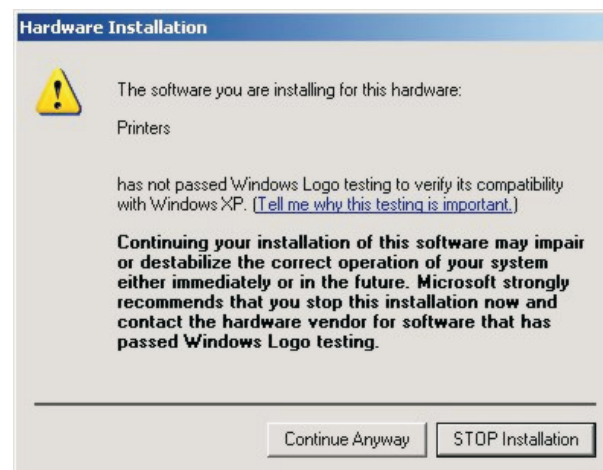 Hardware Installation
The software you are installing for this hardware:
Printers
has not passed Windows Logo testing to verify its compatibility
with Windows XP. (Tell me why this testing is important.)
Continuing your installation of this software may impair
or destabilize the correct operation of your system
either immediately or in the future. Microsoft strongly
recommends that you stop this installation now and
contact the hardware vendor for software that has
passed Windows Logo testing.
Continue Anyway
STOP Installation